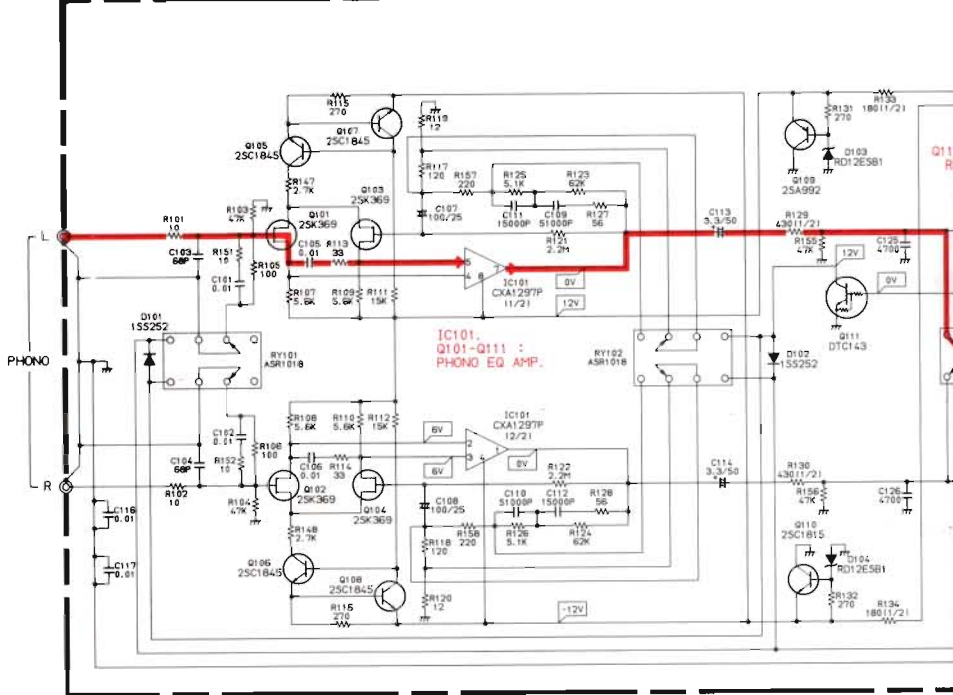 R115
270
Q107
2SC1845
Q105
2SC1845
R147
2.7K
R119
12
R117
120
R157
220
C107
100/25
R125
5.1K
R123
62K
C111
15000P
C109
51000P
R127
56
R121
2.2M
Q103
2SK369
Q101
2SK369
R103
47K
R101
10
L
C103
68P
R151
10
C101
0.01
R105
100
C105
0.01
R113
33
R107
5.6K
R109
5.6K
R111
15K
5
4
8
7
IC101
CXA1297P
(1/2)
0V
12V
C113
3.3/50
Q109
2SA992
R131
270
D103
RD12ESB1
R133
180(1/2)
Q11
R129
430(1/2)
R155
47K
C125
4700
12V
0V
Q111
DTC143
D101
1SS252
RY101
ASR1018
PHONO
IC101,
Q101-Q111 :
PHONO EQ AMP.
RY102
ASR1018
D102
1SS252
R108
5.6K
R110
5.6K
R112
15K
6V
6V
IC101
CXA1297P
(2/2)
2
3
4
1
0V
C102
0.01
R106
100
R152
10
C104
68P
R
R102
10
R104
47K
C106
0.01
R114
33
Q102
2SK369
Q104
2SK369
R122
2.2M
C110
51000P
C112
15000P
R128
56
C108
100/25
R158
220
R126
5.1K
R124
62K
R118
120
C114
3.3/50
R130
430(1/2)
R156
47K
C126
4700
C116
0.01
C117
0.01
R148
2.7K
Q106
2SC1845
Q108
2SC1845
R120
12
270
-12V
Q110
2SC1815
D104
RD12ESB1
R132
270
R134
180(1/2)